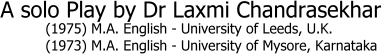 A solo Play by Dr Laxmi Chandrasekhar
(1975) M.A. English - University of Leeds, U.K.
(1973) M.A. English - University of Mysore, Karnataka